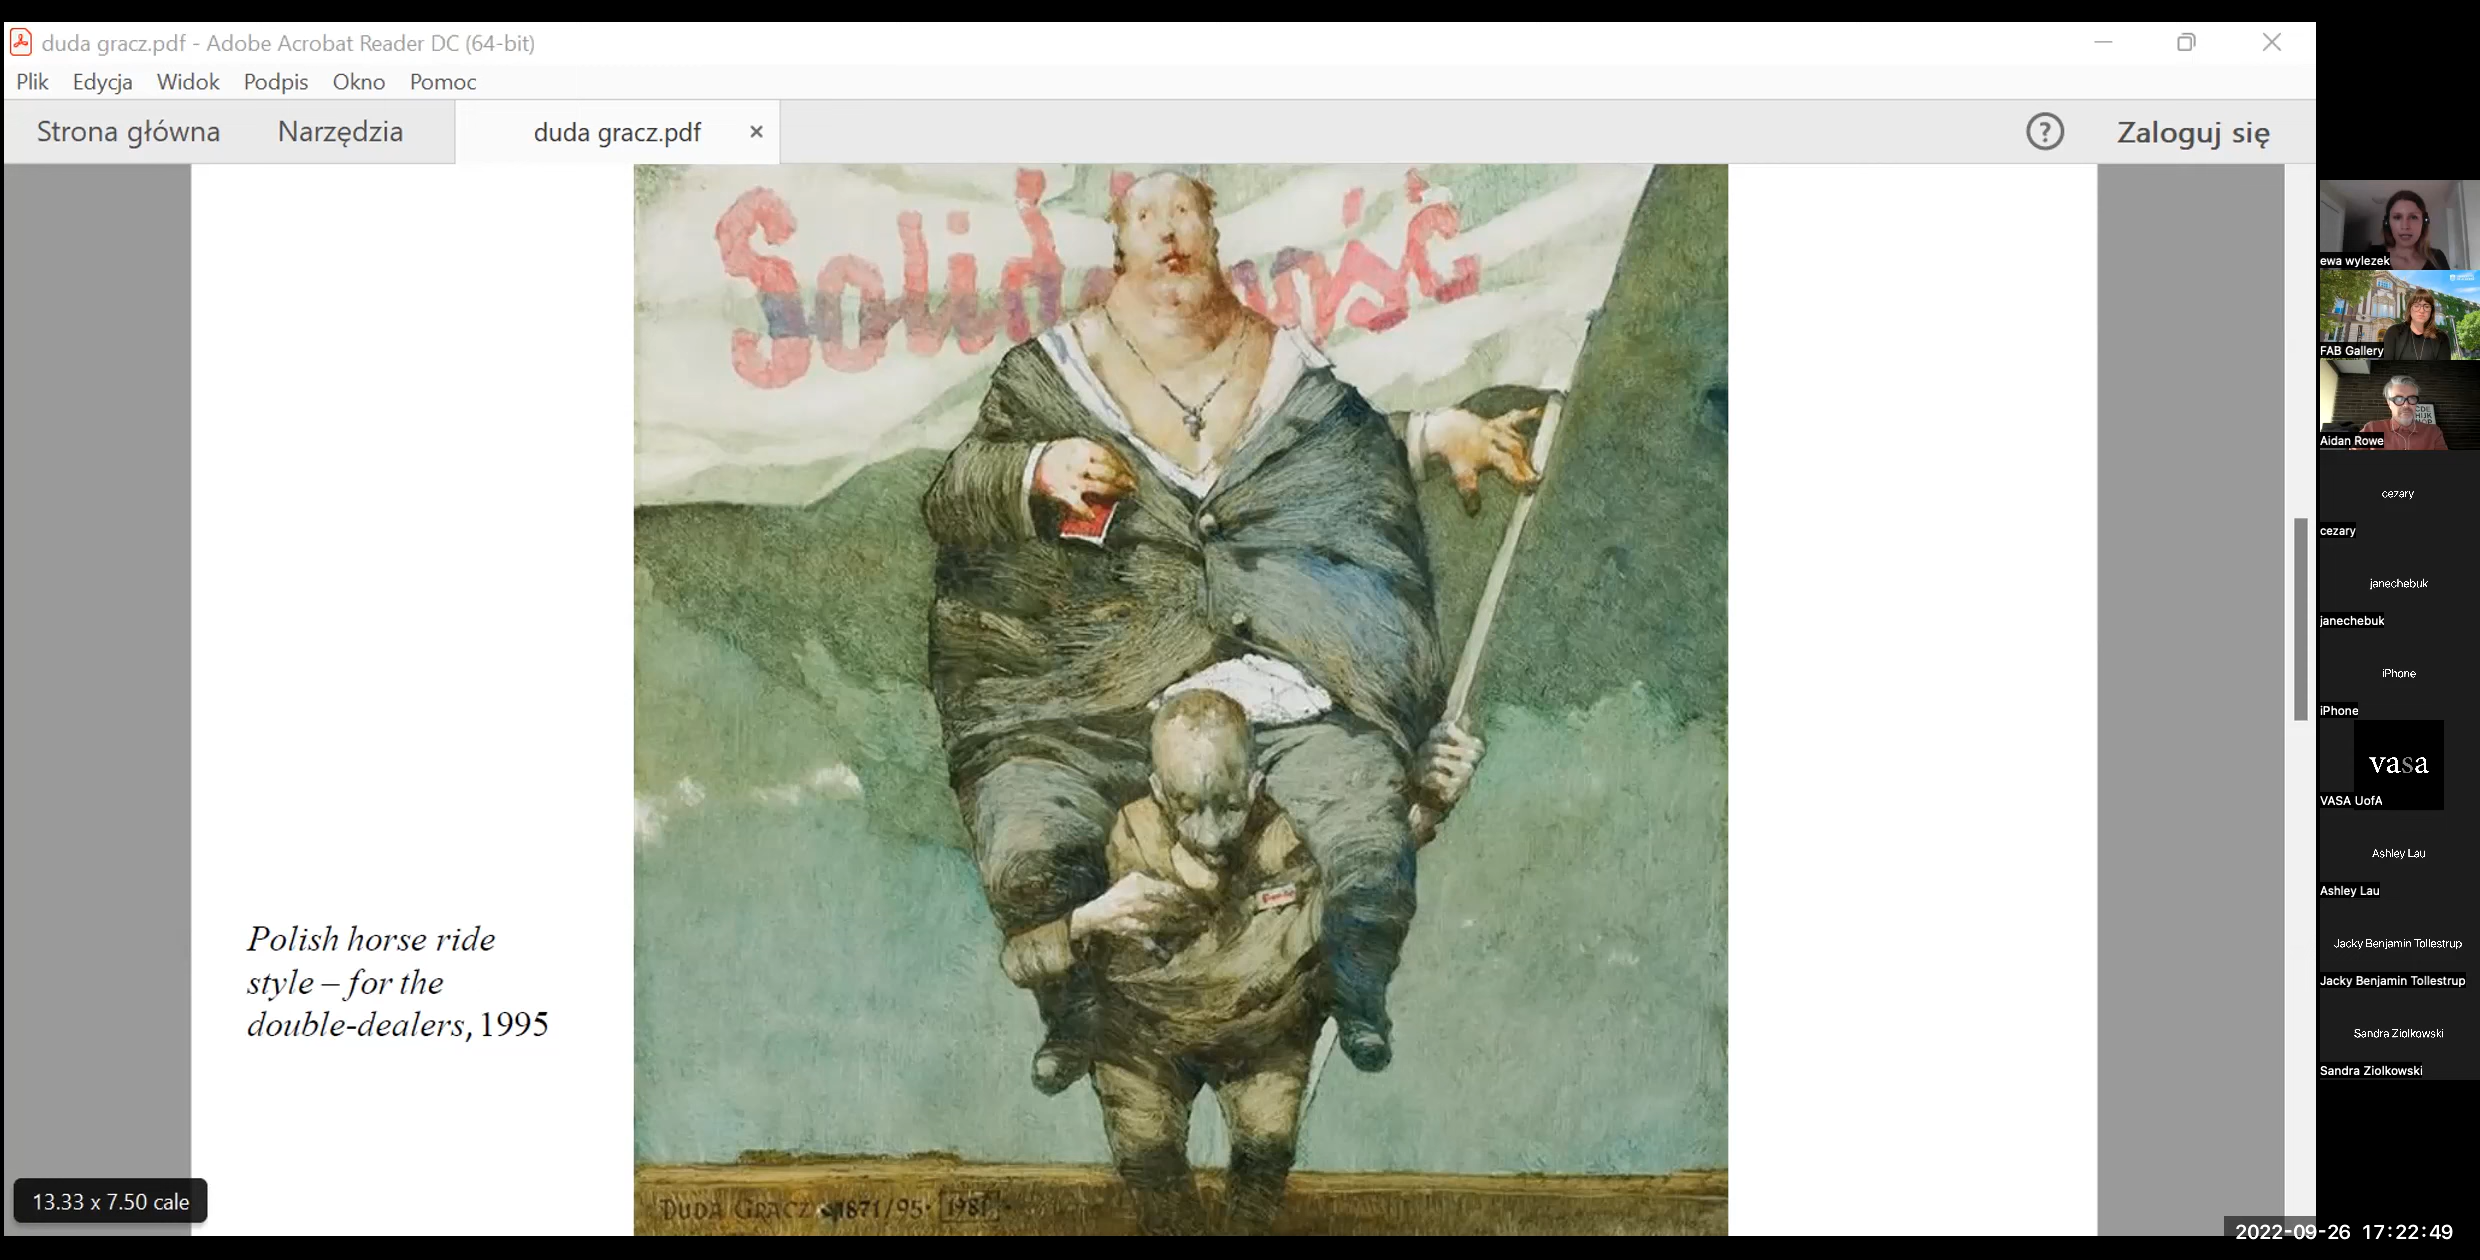 duda gracz.pdf - Adobe Acrobat Reader DC (64-bit)
Plik Edycja Widok Podpis Okno Pomoc
Strona główna Narzędzia duda gracz.pdf Zaloguj się
13.33 x 7.50 cale
Polish horse ride
style – for the
double-dealers, 1995
DUDA GRACZ 1871/95· 1981
ewa wylezek
FAB Gallery
Aidan Rowe
cezary
cezary
janechebuk
janechebuk
iPhone
iPhone
vasa
VASA UofA
Ashley Lau
Ashley Lau
Jacky Benjamin Tollestrup
Jacky Benjamin Tollestrup
Sandra Ziolkowski
Sandra Ziolkowski
2022-09-26 17:22:49